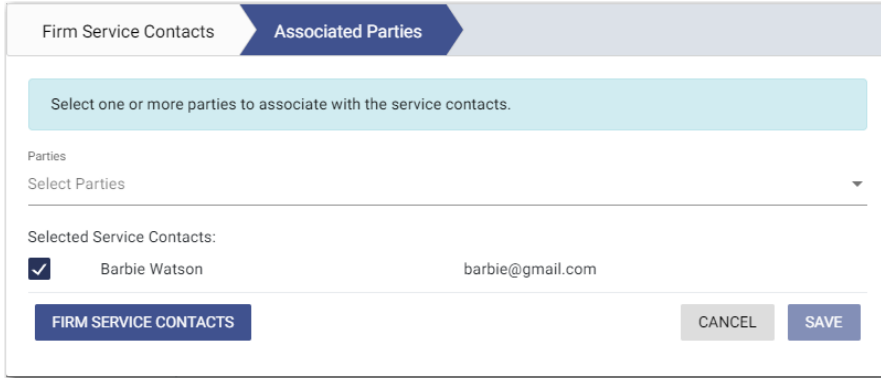 Firm Service Contacts
Associated Parties
Select one or more parties to associate with the service contacts.
Parties
Select Parties
Selected Service Contacts:
Barbie Watson barbie@gmail.com
FIRM SERVICE CONTACTS CANCEL SAVE